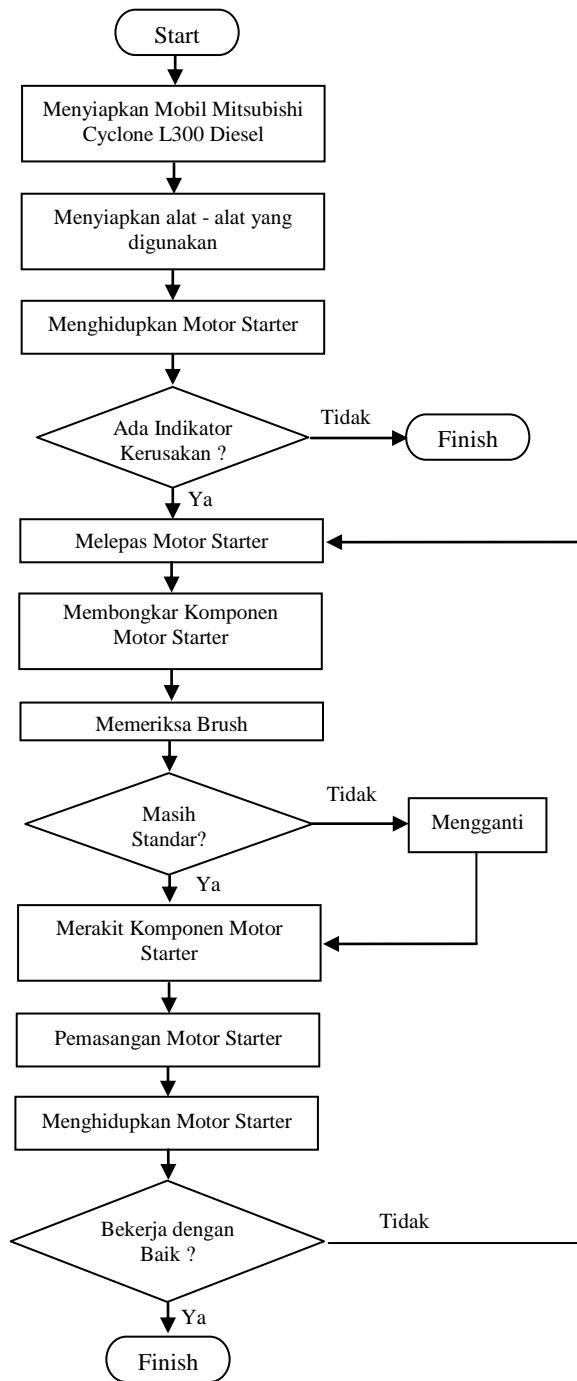 Start
Menyiapkan Mobil Mitsubishi
Cyclone L300 Diesel
Menyiapkan alat - alat yang
digunakan
Menghidupkan Motor Starter
Ada Indikator
Kerusakan ?
Tidak
Finish
Ya
Melepas Motor Starter
Membongkar Komponen
Motor Starter
Memeriksa Brush
Masih
Standar?
Tidak
Mengganti
Ya
Merakit Komponen Motor
Starter
Pemasangan Motor Starter
Menghidupkan Motor Starter
Bekerja dengan
Baik ?
Tidak
Ya
Finish